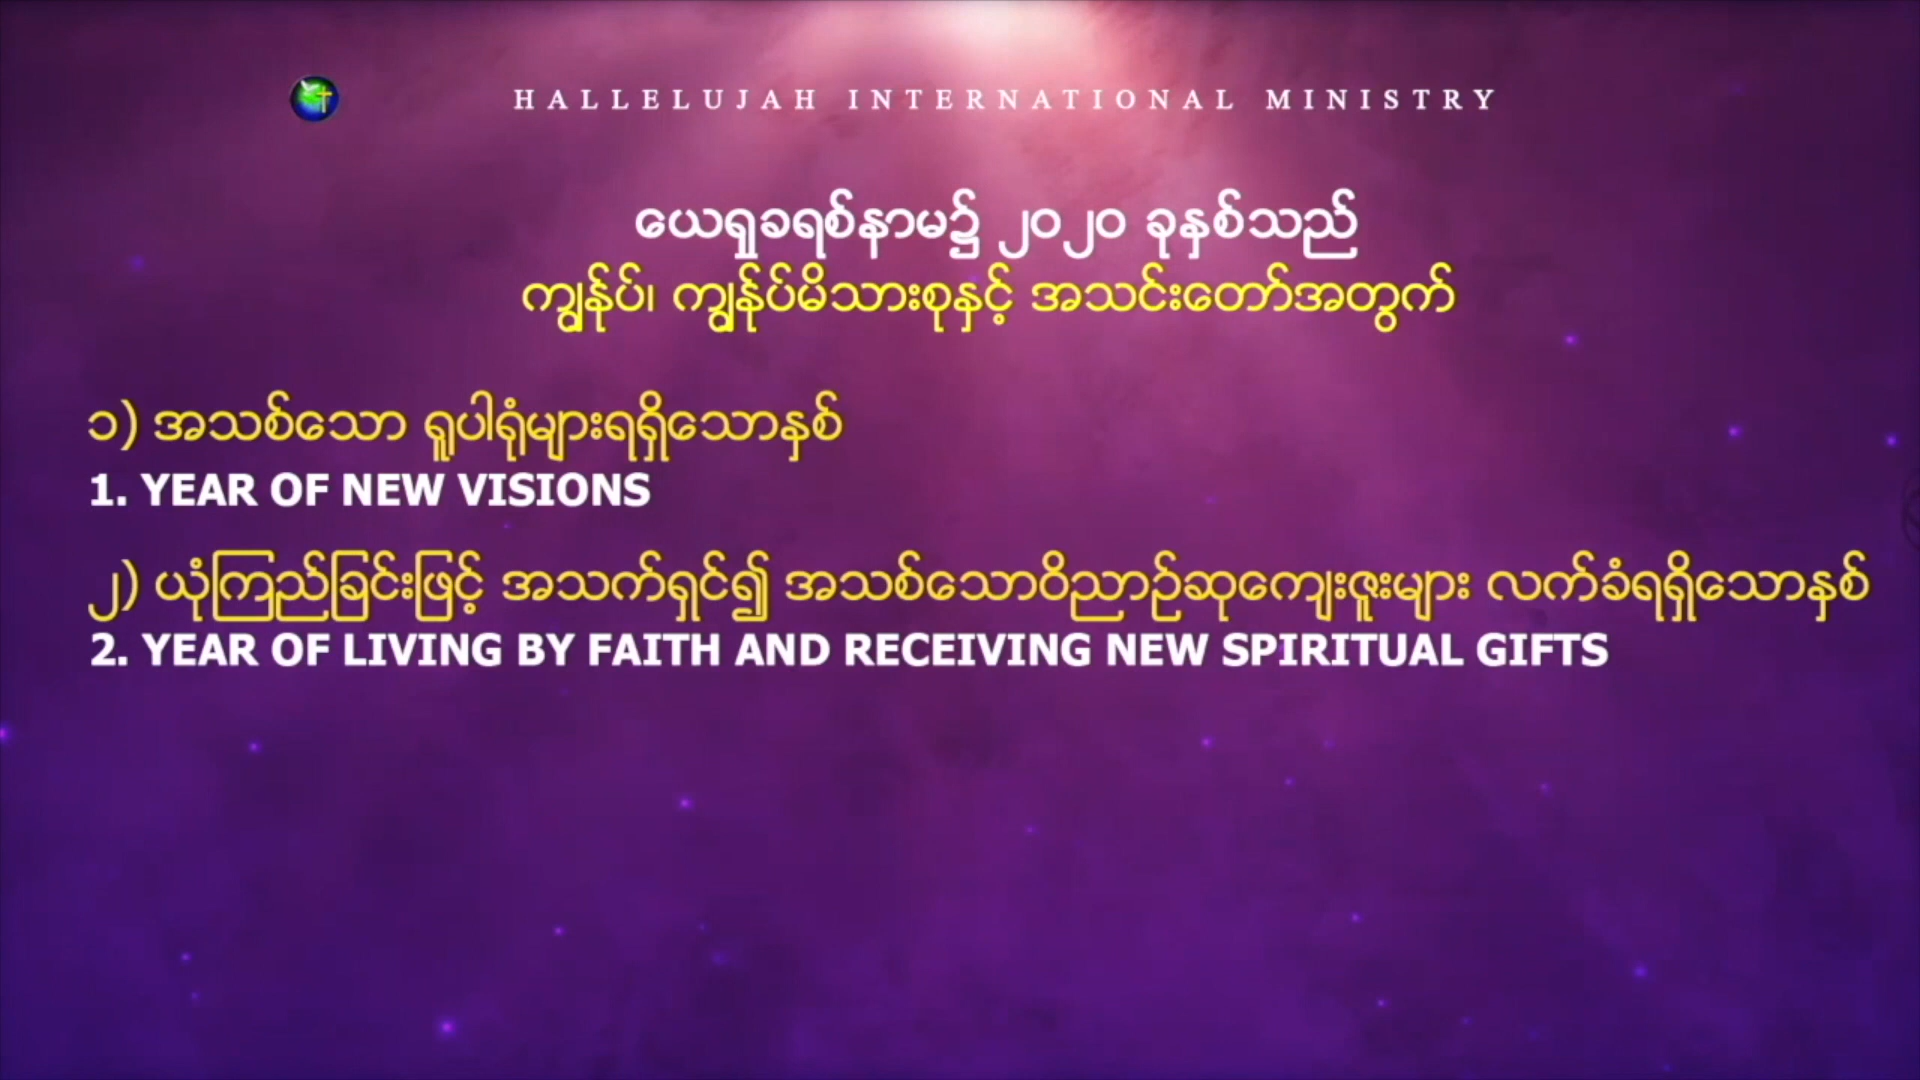 HALLELUJAH INTERNATIONAL MINISTRY
ယေရှုခရစ်နာမ၌ ၂၀၂၀ ခုနှစ်သည်
ကျွန်ုပ်၊ ကျွန်ုပ်မိသားစုနှင့် အသင်းတော်အတွက်
၁) အသစ်သော ရူပါရုံများရရှိသောနှစ်
1. YEAR OF NEW VISIONS
၂) ယုံကြည်ခြင်းဖြင့် အသက်ရှင်၍ အသစ်သောဝိညာဉ်ဆုကျေးဇူးများ လက်ခံရရှိသောနှစ်
2. YEAR OF LIVING BY FAITH AND RECEIVING NEW SPIRITUAL GIFTS